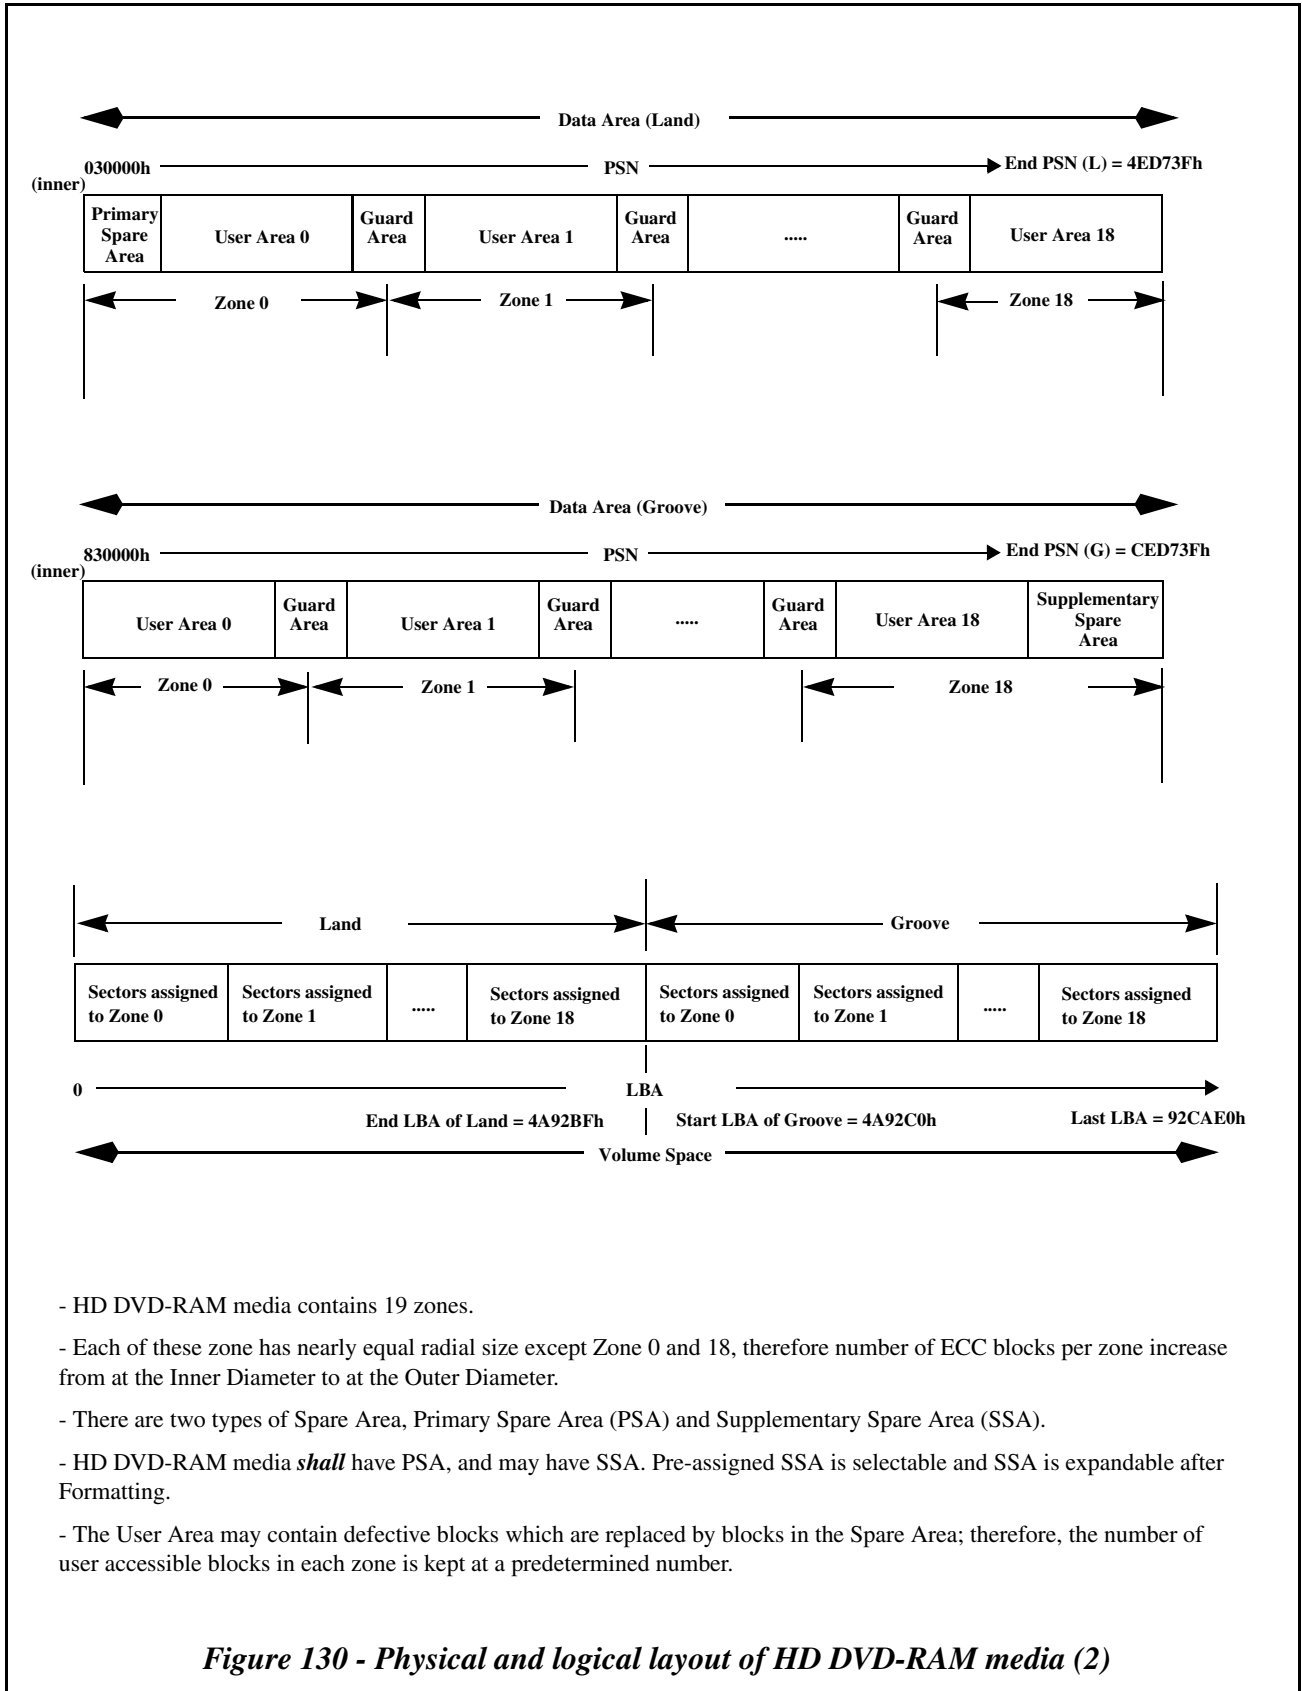 Data Area (Land)
030000h PSN End PSN (L) = 4ED73Fh
(inner)
Primary Spare Area User Area 0 Guard Area User Area 1 Guard Area ..... Guard Area User Area 18
Zone 0 Zone 1 Zone 18
Data Area (Groove)
830000h PSN End PSN (G) = CED73Fh
(inner)
User Area 0 Guard Area User Area 1 Guard Area ..... Guard Area User Area 18 Supplementary Spare Area
Zone 0 Zone 1 Zone 18
Land Groove
Sectors assigned to Zone 0 Sectors assigned to Zone 1 ..... Sectors assigned to Zone 18 Sectors assigned to Zone 0 Sectors assigned to Zone 1 ..... Sectors assigned to Zone 18
0 LBA
End LBA of Land = 4A92BFh Start LBA of Groove = 4A92C0h Last LBA = 92CAE0h
Volume Space
- HD DVD-RAM media contains 19 zones.
- Each of these zone has nearly equal radial size except Zone 0 and 18, therefore number of ECC blocks per zone increase
from at the Inner Diameter to at the Outer Diameter.
- There are two types of Spare Area, Primary Spare Area (PSA) and Supplementary Spare Area (SSA).
- HD DVD-RAM media shall have PSA, and may have SSA. Pre-assigned SSA is selectable and SSA is expandable after
Formatting.
- The User Area may contain defective blocks which are replaced by blocks in the Spare Area; therefore, the number of
user accessible blocks in each zone is kept at a predetermined number.
Figure 130 - Physical and logical layout of HD DVD-RAM media (2)